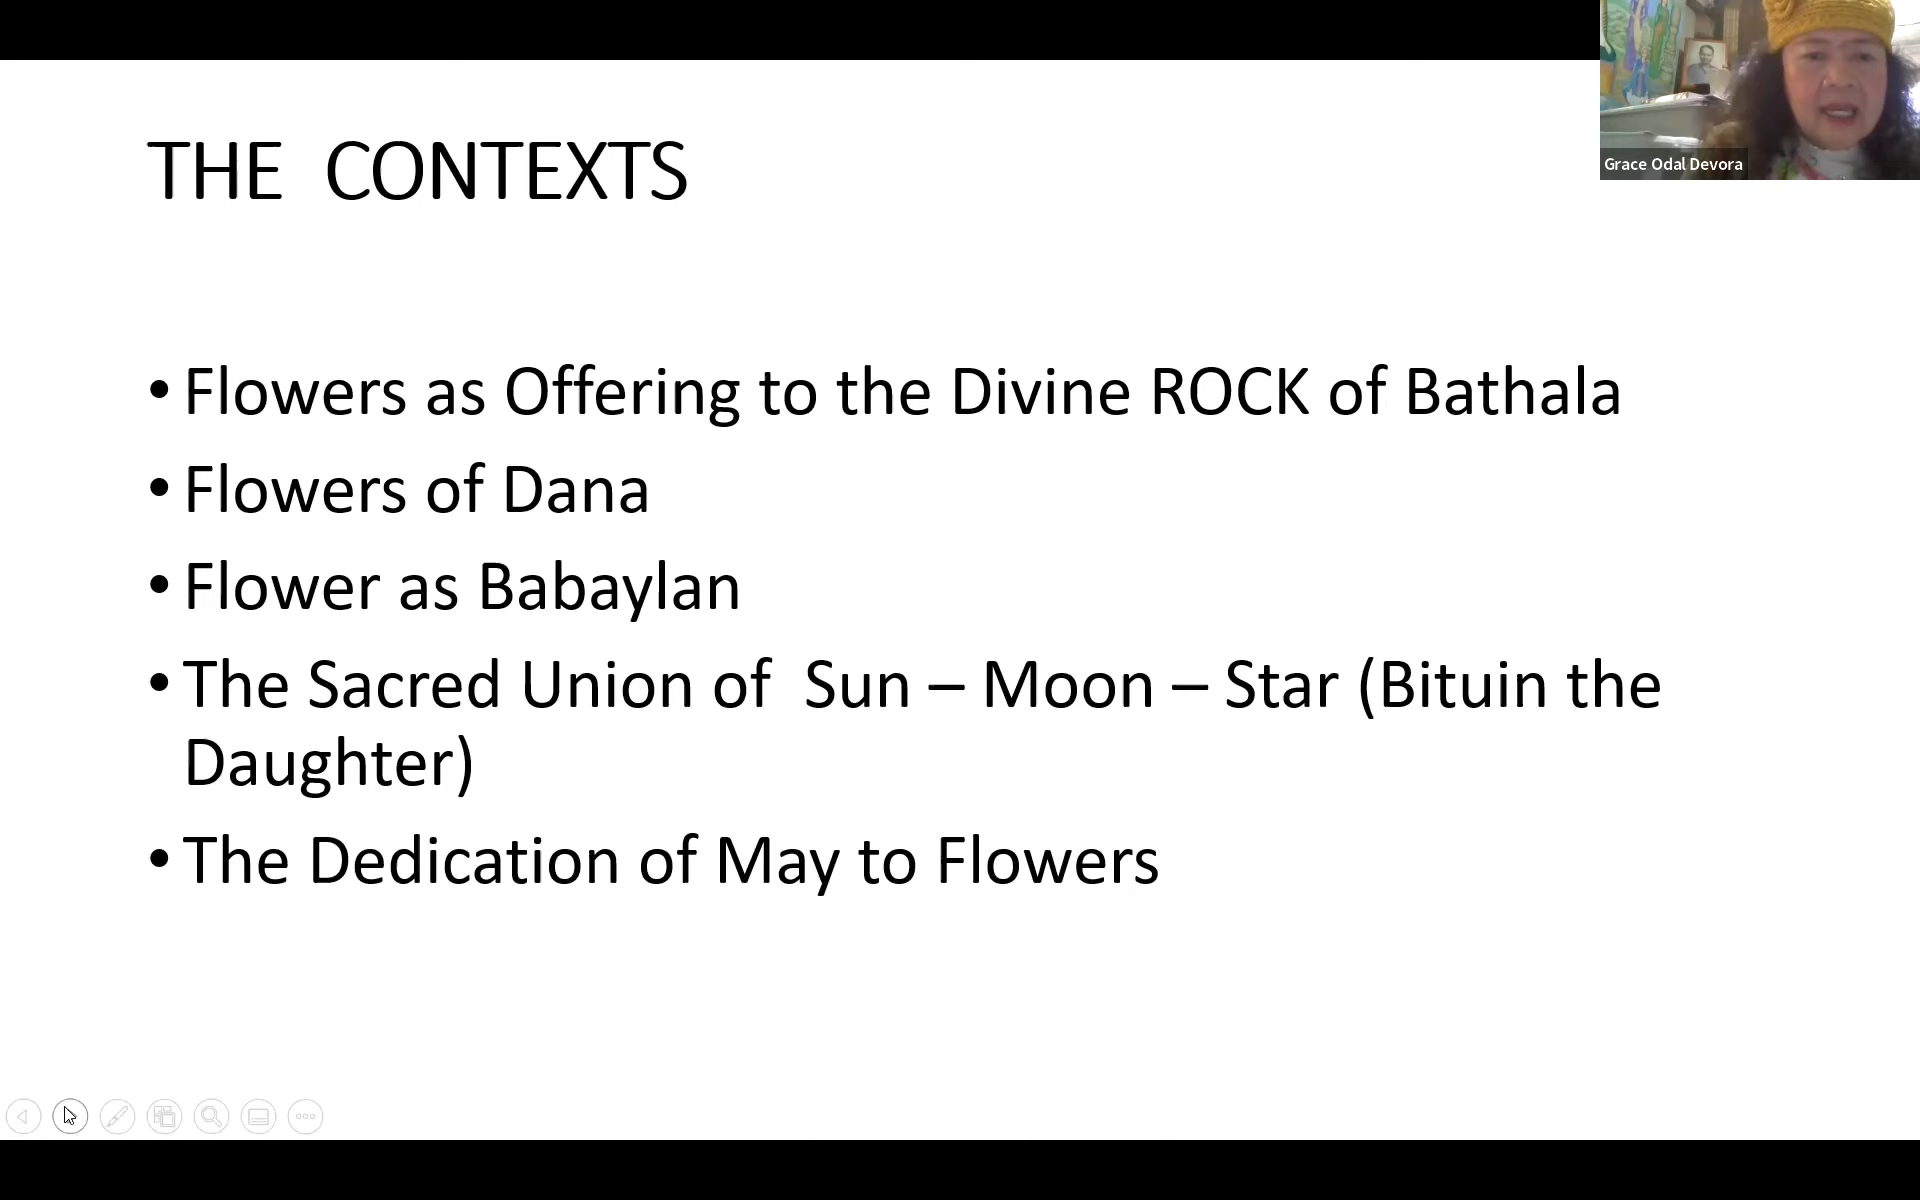 THE CONTEXTS
Grace Odal Devora
• Flowers as Offering to the Divine ROCK of Bathala
• Flowers of Dana
• Flower as Babaylan
• The Sacred Union of Sun – Moon – Star (Bituin the
Daughter)
• The Dedication of May to Flowers